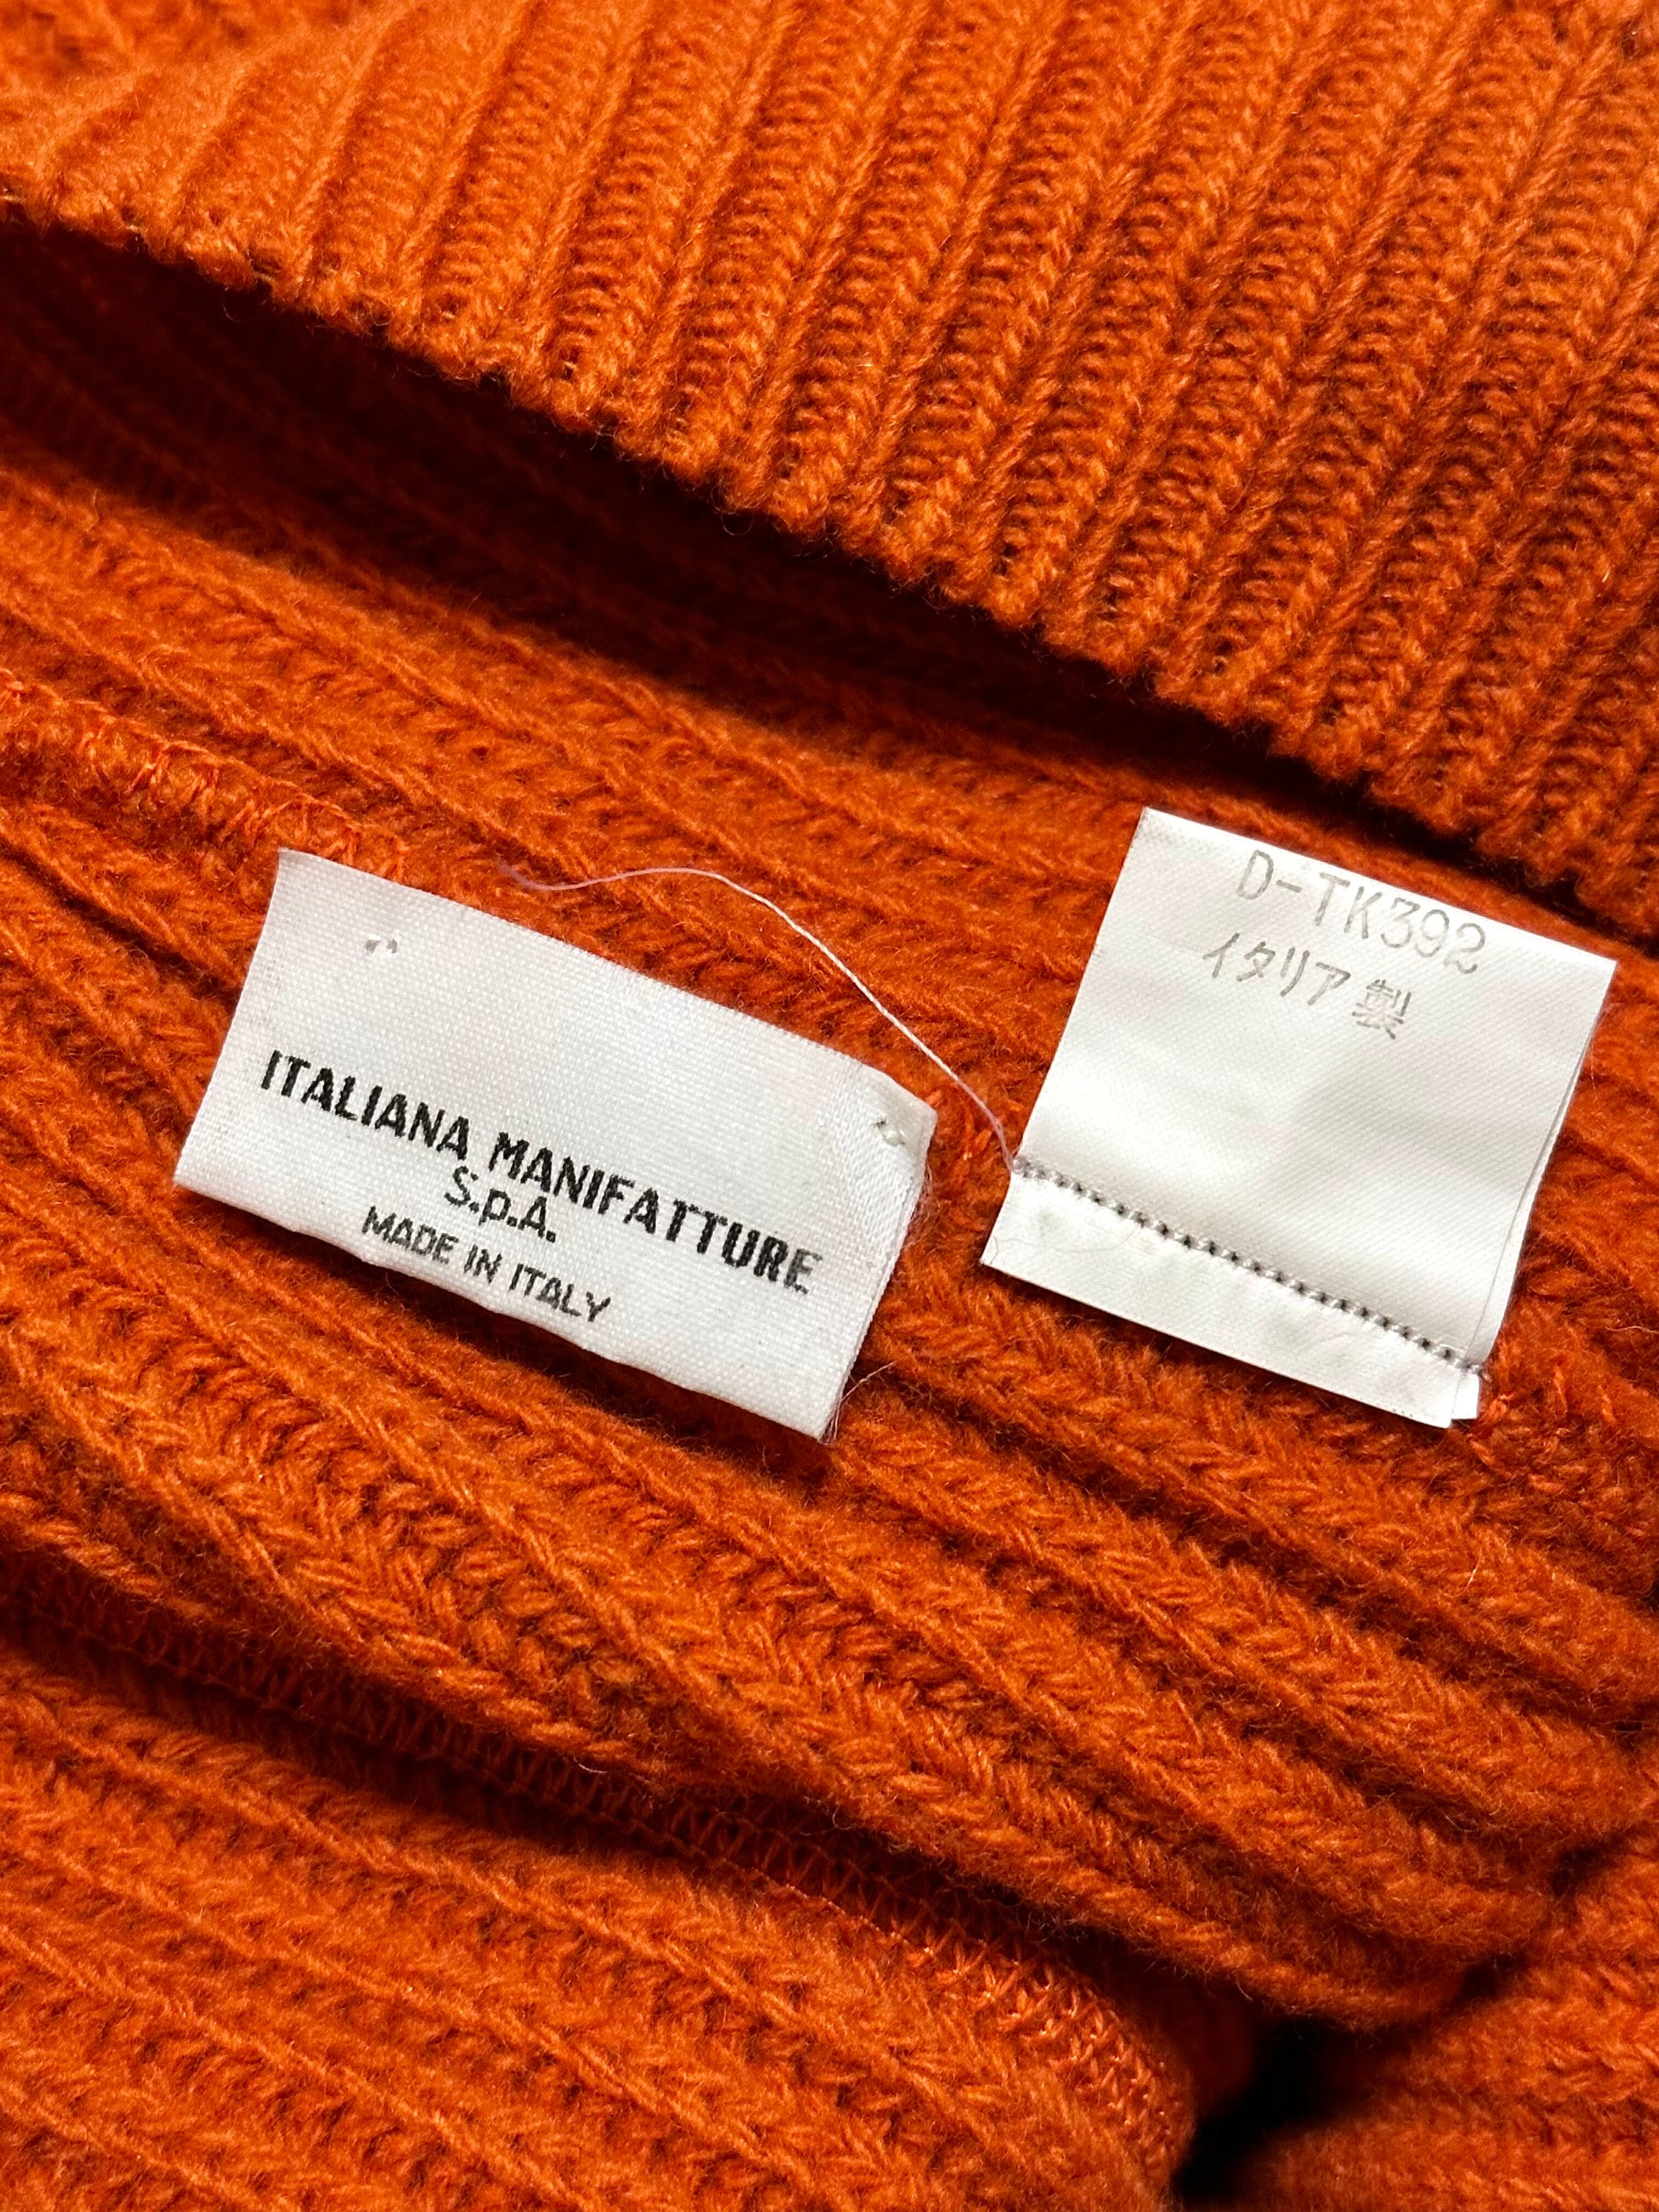 ITALIANA MANIFATTURE
S.p.A.
MADE IN ITALY
D-TK392
イタリア製